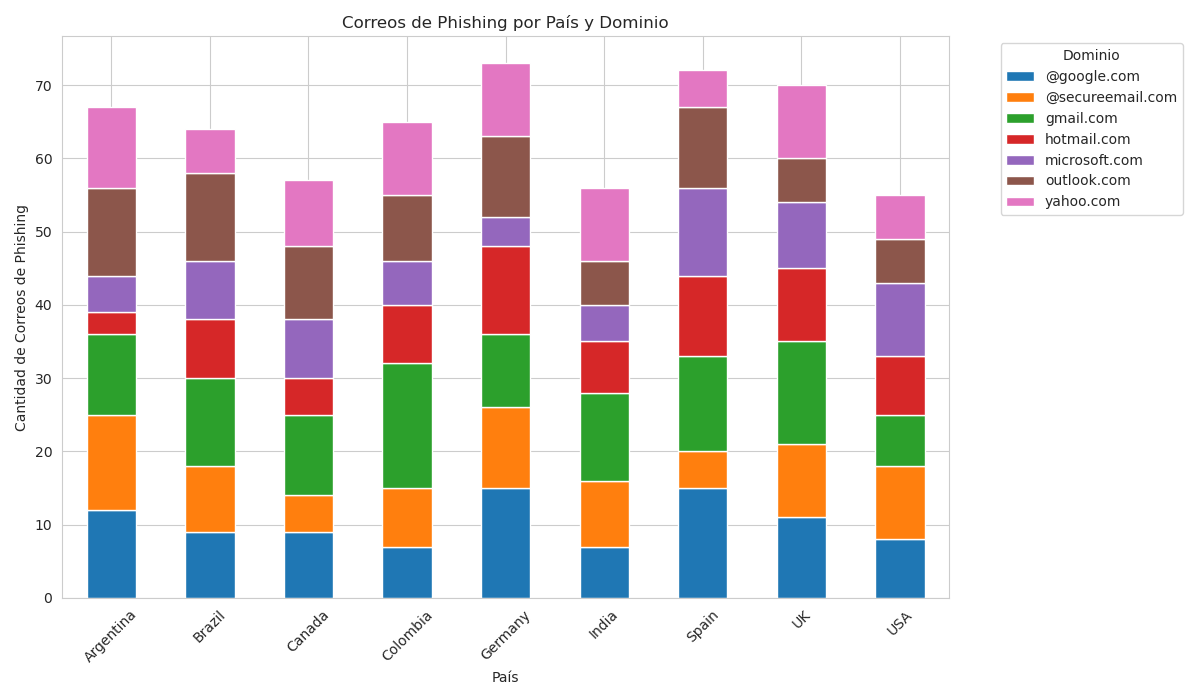 Correos de Phishing por País y Dominio
Cantidad de Correos de Phishing
70
60
50
40
30
20
10
0
Argentina
Brazil
Canada
Colombia
Germany
India
Spain
UK
USA
País
Dominio
@google.com
@secureemail.com
gmail.com
hotmail.com
microsoft.com
outlook.com
yahoo.com